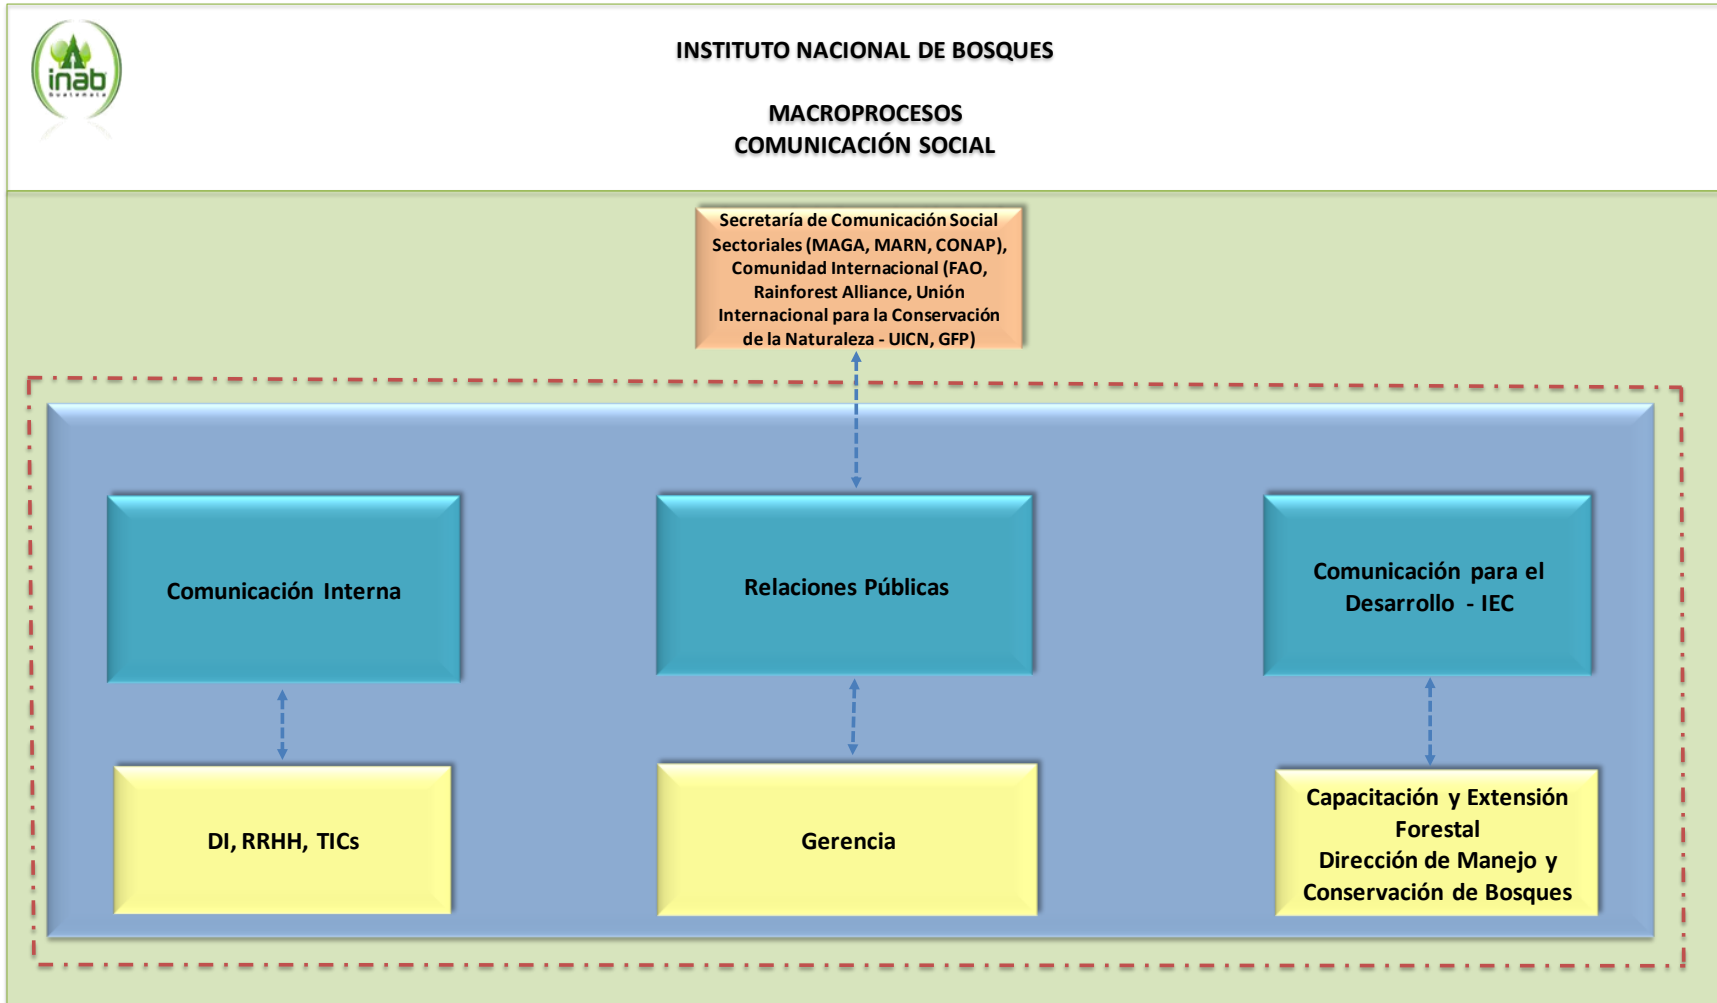 inab
Guatemala
INSTITUTO NACIONAL DE BOSQUES
MACROPROCESOS
COMUNICACIÓN SOCIAL
Secretaría de Comunicación Social
Sectoriales (MAGA, MARN, CONAP),
Comunidad Internacional (FAO,
Rainforest Alliance, Unión
Internacional para la Conservación
de la Naturaleza - UICN, GFP)
Comunicación Interna
Relaciones Públicas
Comunicación para el
Desarrollo - IEC
DI, RRHH, TICs
Gerencia
Capacitación y Extensión
Forestal
Dirección de Manejo y
Conservación de Bosques